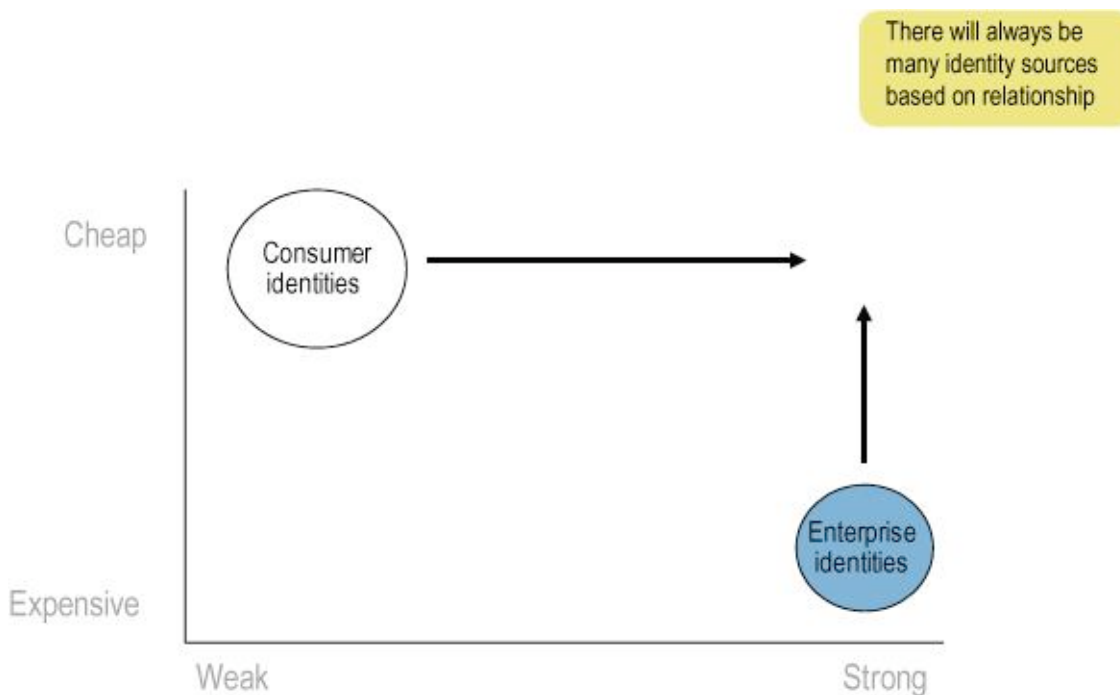 There will always be
many identity sources
based on relationship
Cheap
Consumer
identities
Enterprise
identities
Expensive
Weak
Strong